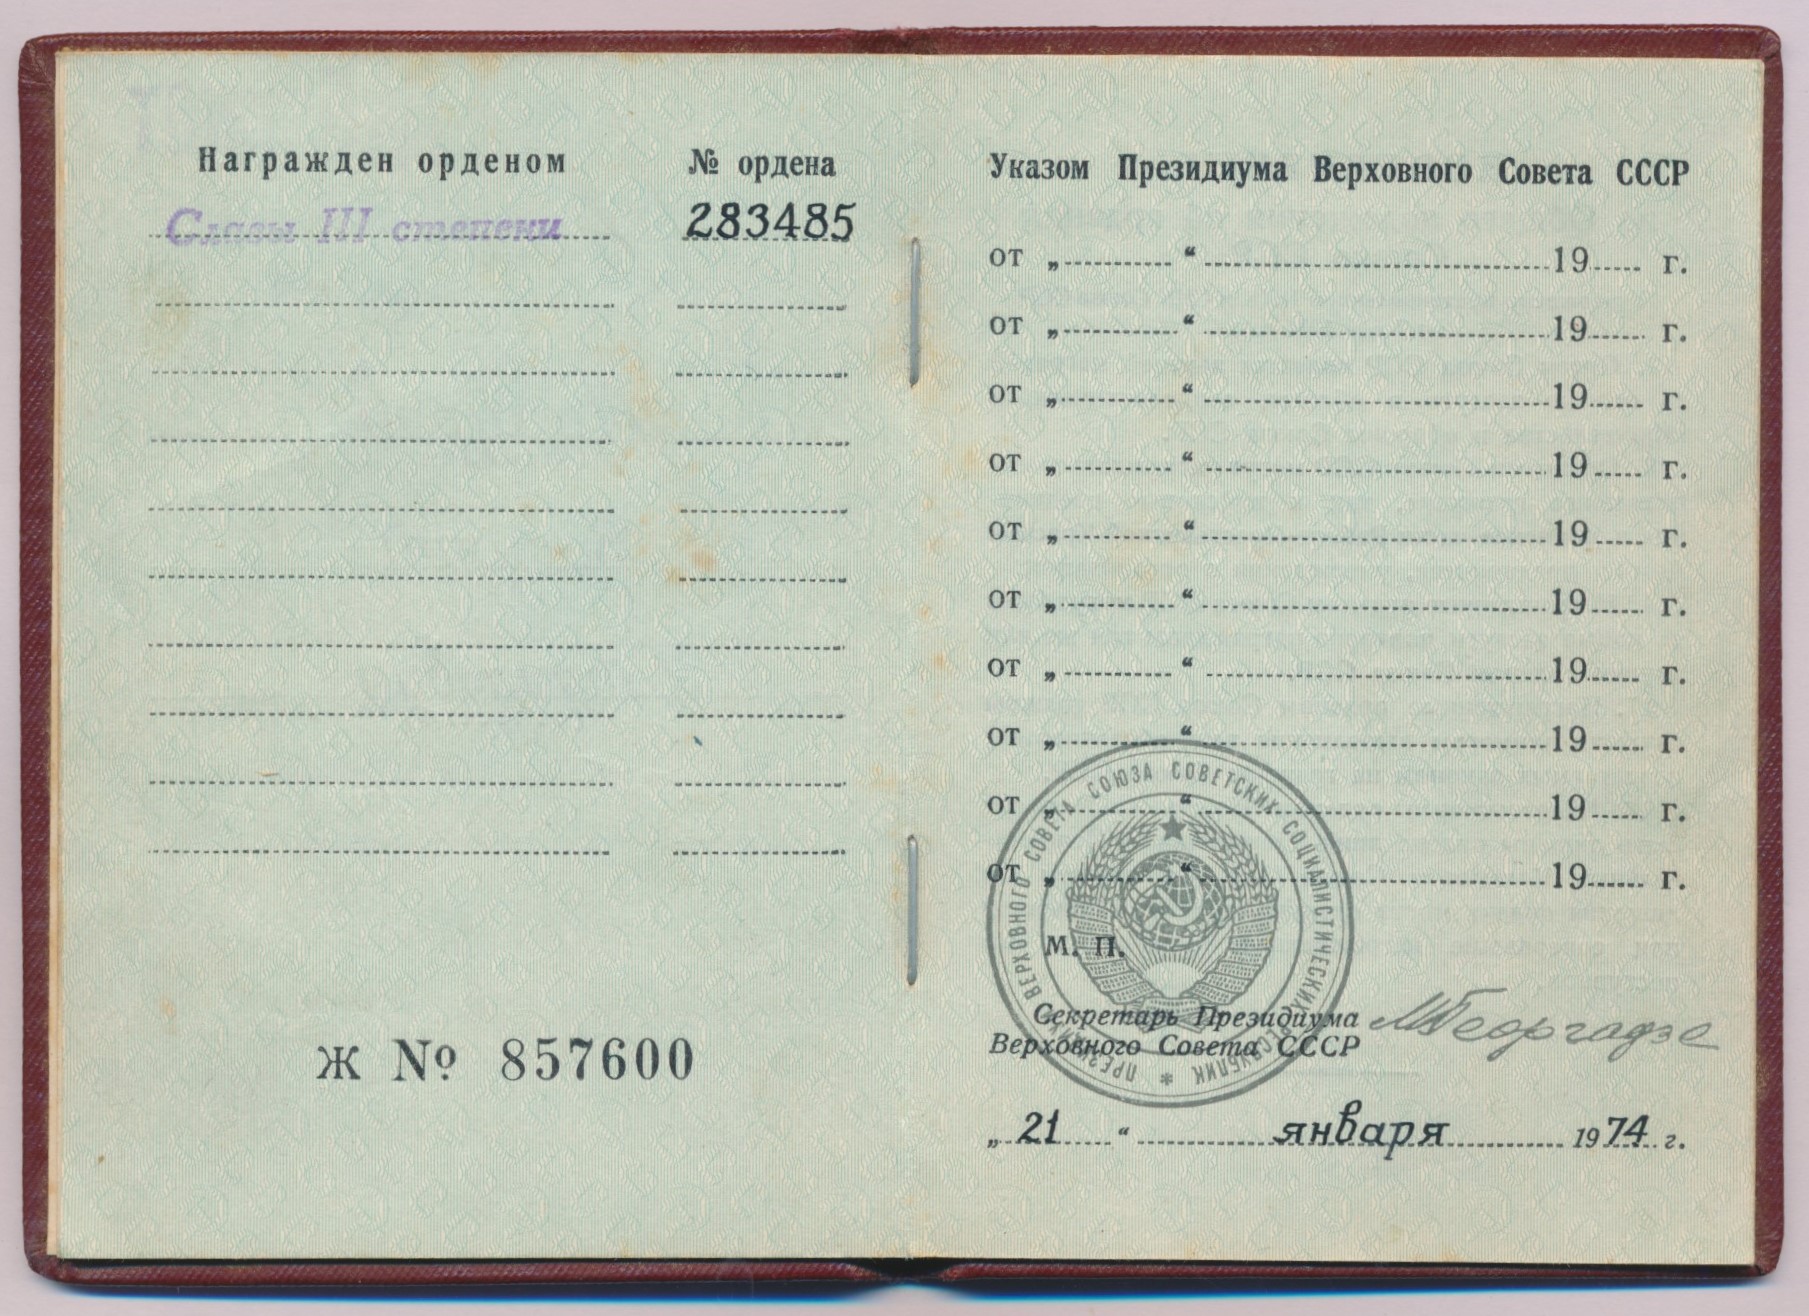 Награжден орденом
№ ордена
Славы III степени
283485
Ж № 857600
Указом Президиума Верховного Совета СССР
от „ “ 19 г.
от „ “ 19 г.
от „ “ 19 г.
от „ “ 19 г.
от „ “ 19 г.
от „ “ 19 г.
от „ “ 19 г.
от „ “ 19 г.
от „ “ 19 г.
от „ “ 19 г.
М. П.
ПРЕЗИДИУМ ВЕРХОВНОГО СОВЕТА СОЮЗА СОВЕТСКИХ СОЦИАЛИСТИЧЕСКИХ РЕСПУБЛИК *
Секретарь Президиума
Верховного Совета СССР
МГеоргадзе
„ 21 “ января 1974 г.